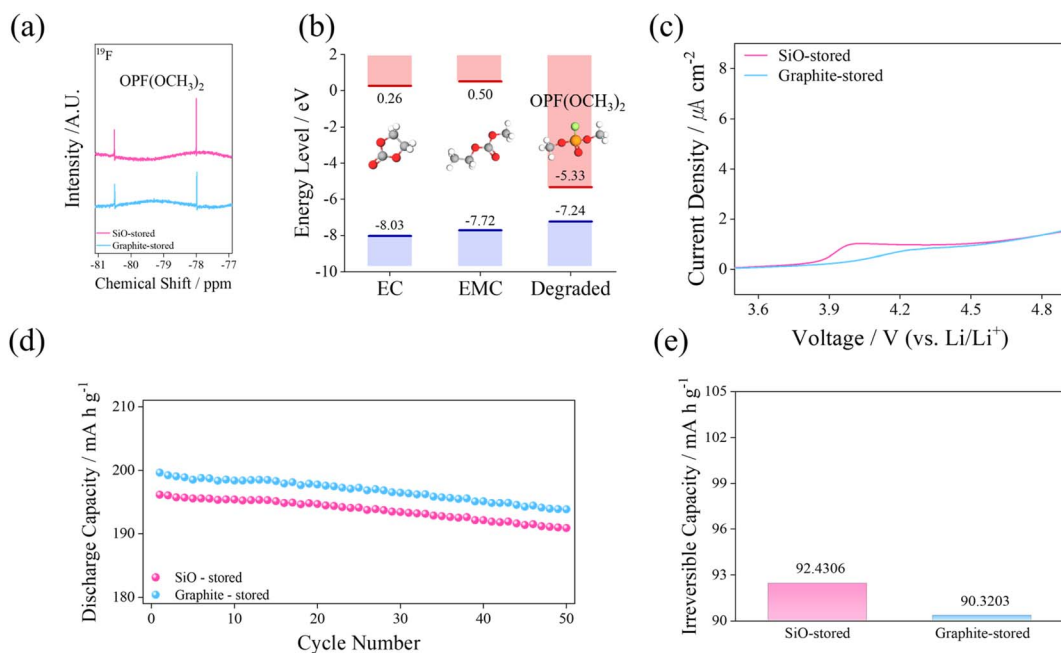 (a)
¹⁹F
OPF(OCH₃)₂
Intensity /A.U.
SiO-stored
Graphite-stored
-81 -80 -79 -78 -77
Chemical Shift / ppm
(b)
Energy Level / eV
2
0
-2
-4
-6
-8
-10
0.26
0.50
OPF(OCH₃)₂
-5.33
-8.03
-7.72
-7.24
EC EMC Degraded
(c)
SiO-stored
Graphite-stored
Current Density / μA cm⁻²
8
6
4
2
0
3.6 3.9 4.2 4.5 4.8
Voltage / V (vs. Li/Li⁺)
(d)
Discharge Capacity / mA h g⁻¹
210
200
190
180
SiO - stored
Graphite - stored
0 10 20 30 40 50
Cycle Number
(e)
Irreversible Capacity / mA h g⁻¹
105
102
99
96
93
90
92.4306
90.3203
SiO-stored Graphite-stored